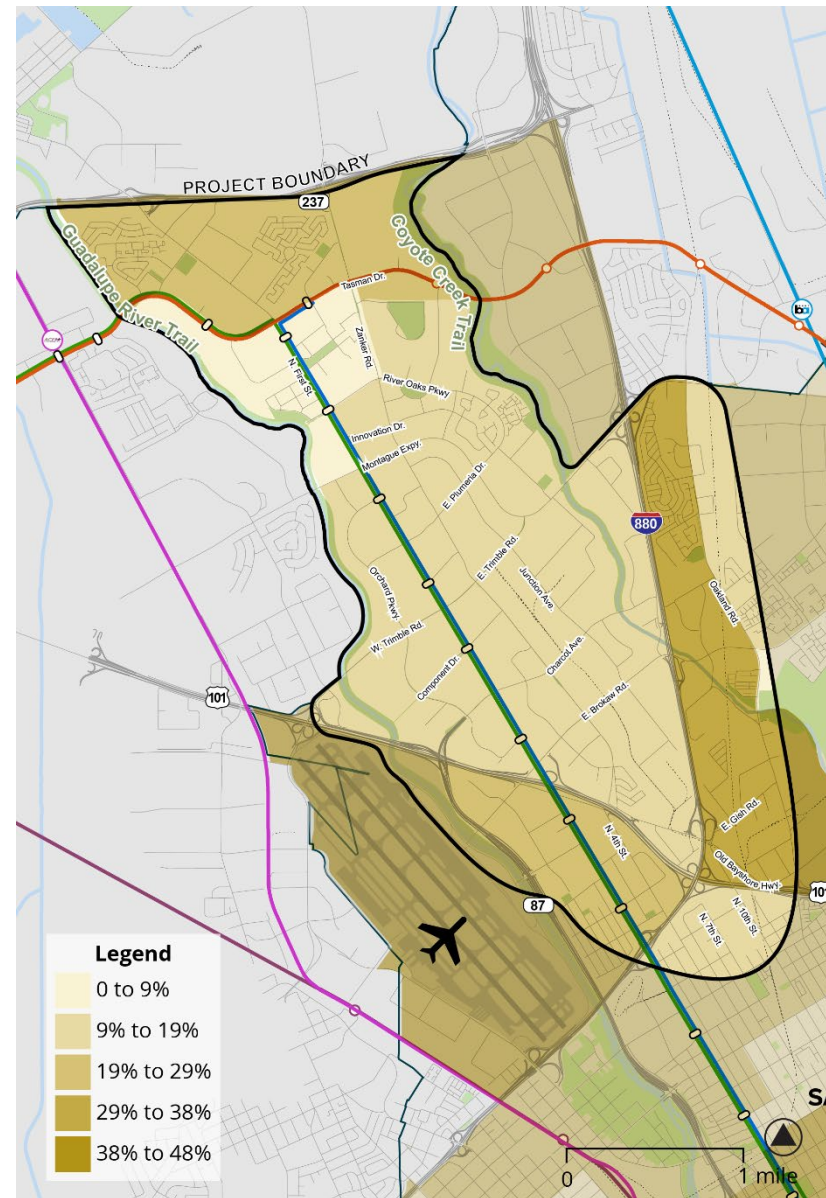 PROJECT BOUNDARY
237
Guadalupe River Trail
Coyote Creek Trail
Tasman Dr.
Zanker Rd.
N. First St.
River Oaks Pkwy
Innovation Dr.
Montague Expy.
E. Plumeria Dr.
880
E. Trimble Rd.
Junction Ave.
Orchard Pkwy.
Oakland Rd.
W. Trimble Rd.
Charcot Ave.
Component Dr.
101
E. Brokaw Rd.
E. Gish Rd.
N. 4th St.
Old Bayshore Hwy.
101
87
N. 10th St.
N. 7th St.
Legend
0 to 9%
9% to 19%
19% to 29%
29% to 38%
38% to 48%
SA
0
1 mile